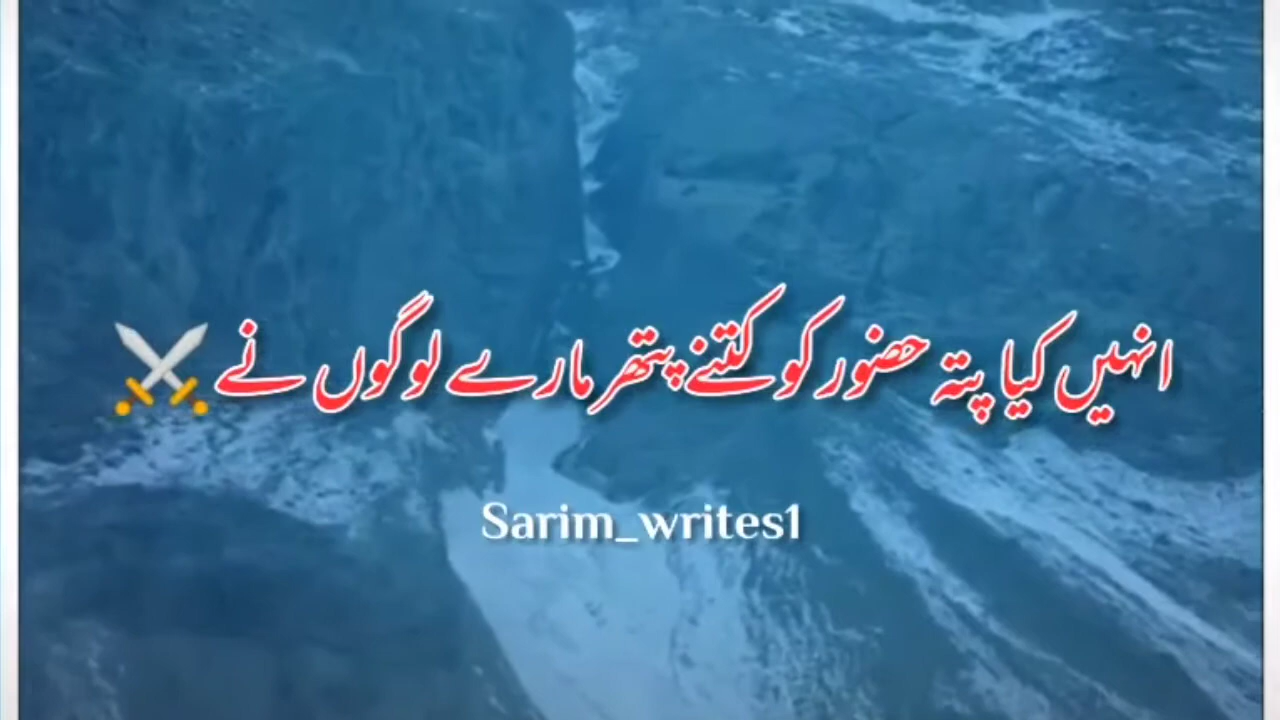 انہیں کیا پتہ حضور کو کتنے پتھر مارے لوگوں نے ⚔
Sarim_writes1